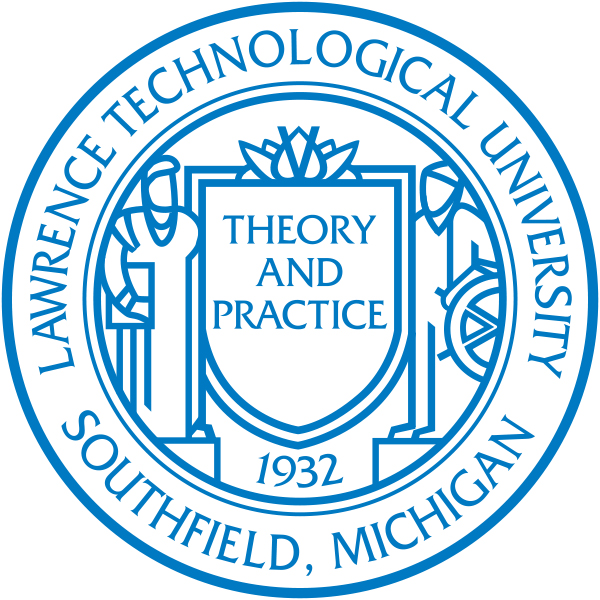 LAWRENCE TECHNOLOGICAL UNIVERSITY
THEORY
AND
PRACTICE
1932
SOUTHFIELD, MICHIGAN